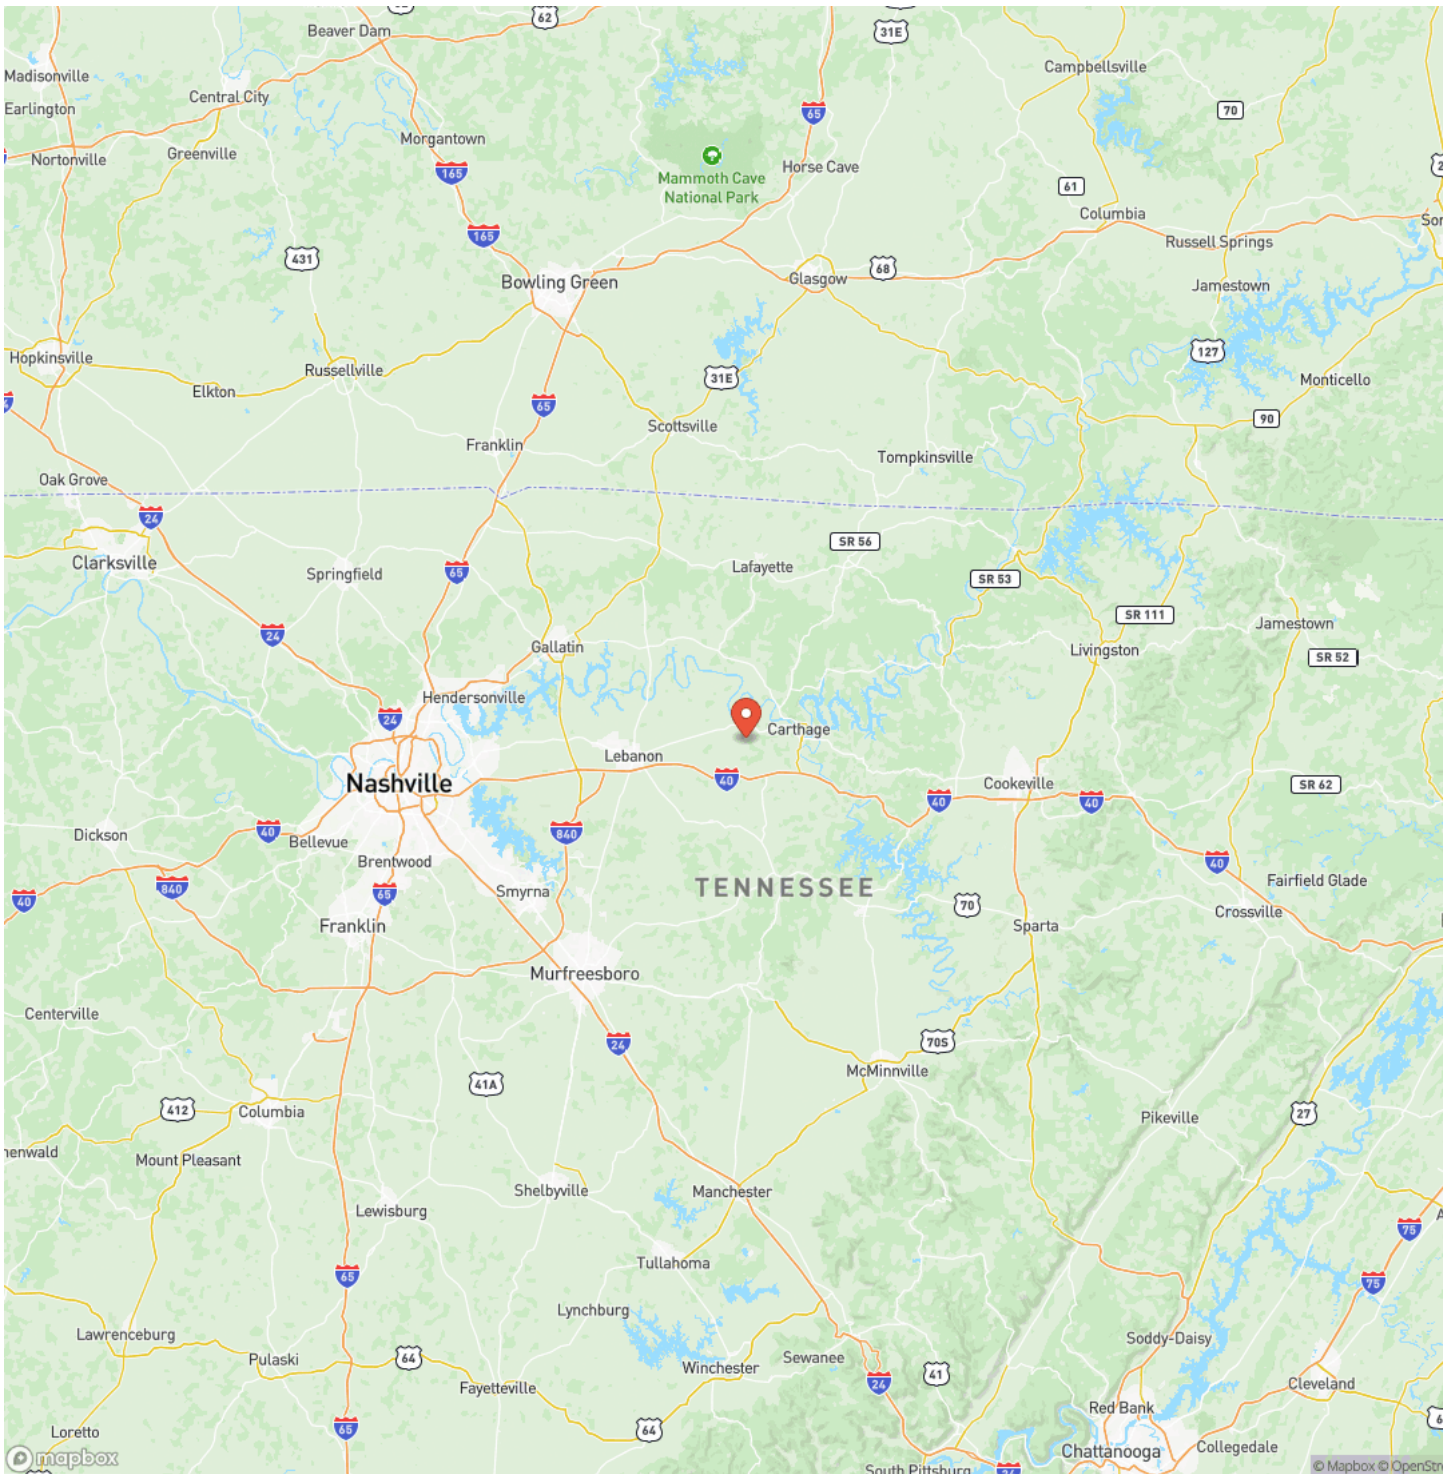 62
31E
Beaver Dam
Madisonville
Campbellsville
Central City
Earlington
65
70
Morgantown
Nortonville
Greenville
Horse Cave
165
Mammoth Cave
National Park
61
Columbia
165
Russell Springs
431
68
Bowling Green
Glasgow
Jamestown
Hopkinsville
127
Russellville
31E
Monticello
Elkton
65
90
Scottsville
Franklin
Tompkinsville
Oak Grove
24
SR 56
Clarksville
Lafayette
Springfield
65
SR 53
SR 111
Jamestown
24
Gallatin
Livingston
SR 52
Hendersonville
24
Carthage
Lebanon
40
Nashville
Cookeville
SR 62
40
40
Dickson
40
840
Bellevue
Brentwood
40
TENNESSEE
Fairfield Glade
840
65
Smyrna
40
70
Crossville
Franklin
Sparta
Murfreesboro
Centerville
24
70S
McMinnville
41A
412
Columbia
27
Pikeville
henwald
Mount Pleasant
Shelbyville
Manchester
Lewisburg
75
Tullahoma
65
75
Lynchburg
Lawrenceburg
Soddy-Daisy
Pulaski
64
Sewanee
Winchester
41
Fayetteville
24
Cleveland
Red Bank
65
64
Loretto
Chattanooga
Collegedale
mapbox
South Pittsburg
24
© Mapbox © OpenStr